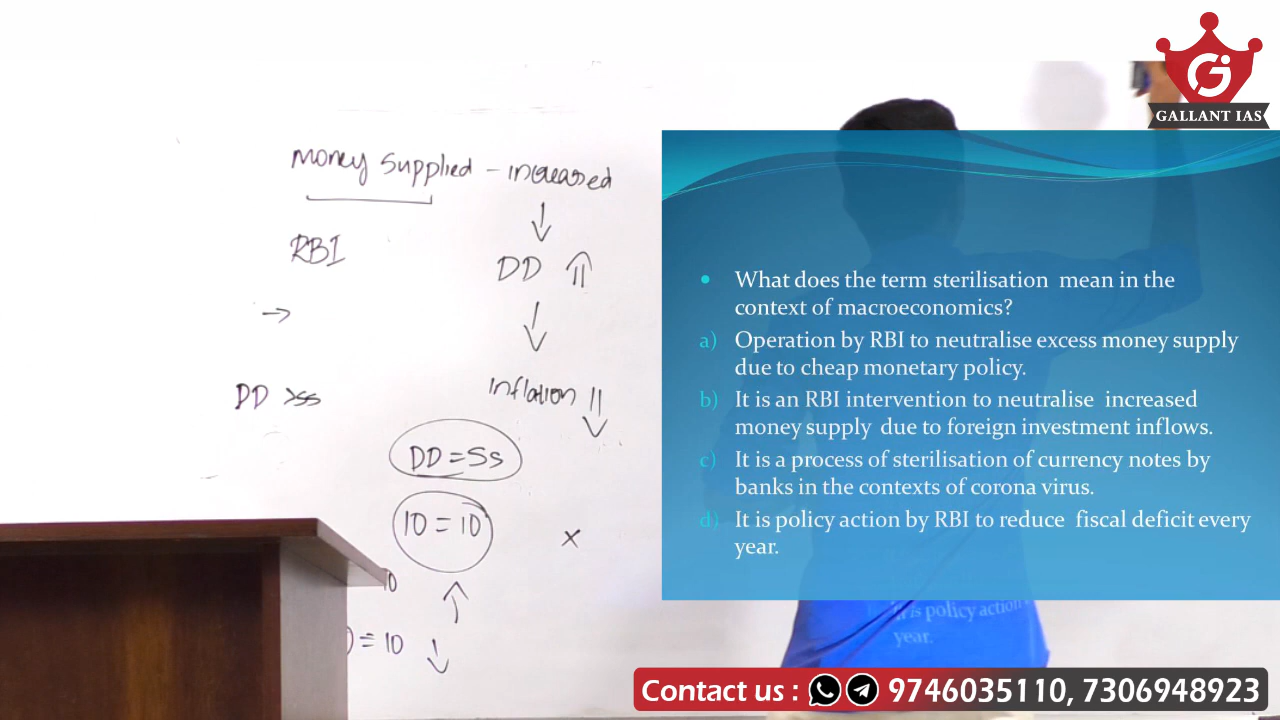 GALLANT IAS
money supplied - increased
RBI
DD ⇑
→
Inflation
DD >ss
DD = Ss
10 = 10
x
10
= 10
• What does the term sterilisation mean in the
context of macroeconomics?
a) Operation by RBI to neutralise excess money supply
due to cheap monetary policy.
b) It is an RBI intervention to neutralise increased
money supply due to foreign investment inflows.
c) It is a process of sterilisation of currency notes by
banks in the contexts of corona virus.
d) It is policy action by RBI to reduce fiscal deficit every
year.
is policy action
year.
Contact us : 9746035110, 7306948923